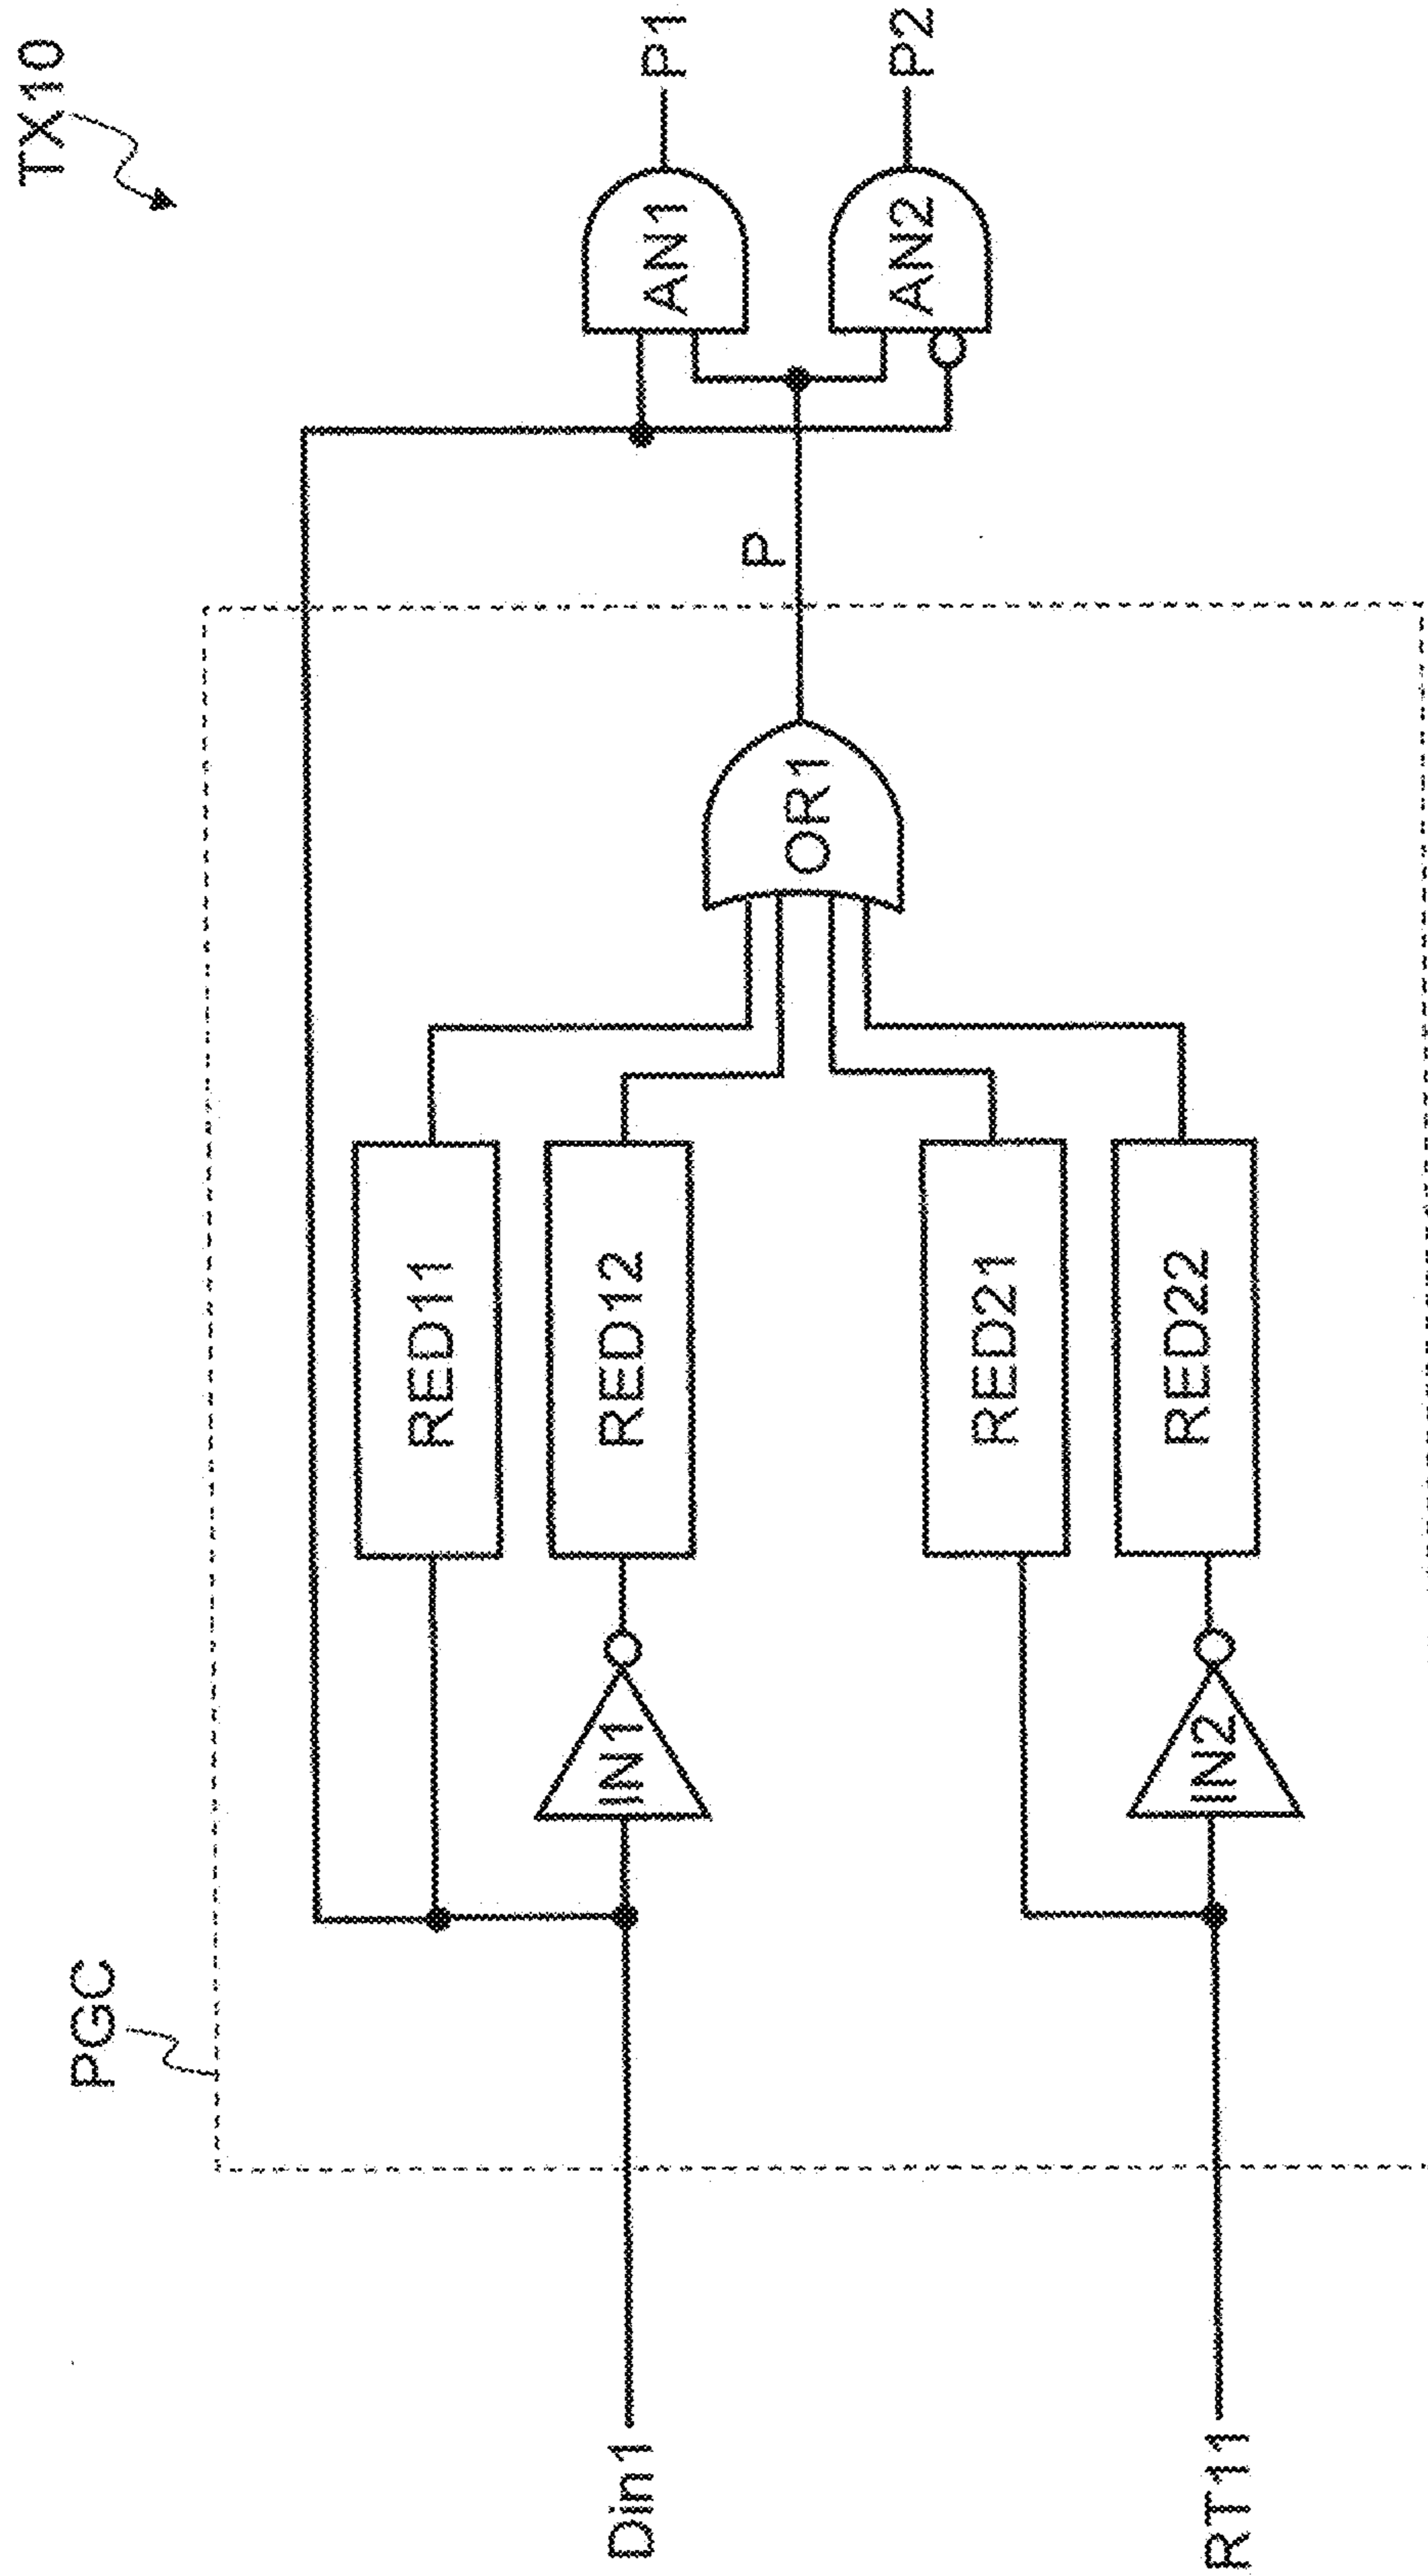 TX10
PGC
Din1
RT11
IN1
IN2
RED11
RED12
RED21
RED22
OR1
P
AN1
AN2
P1
P2